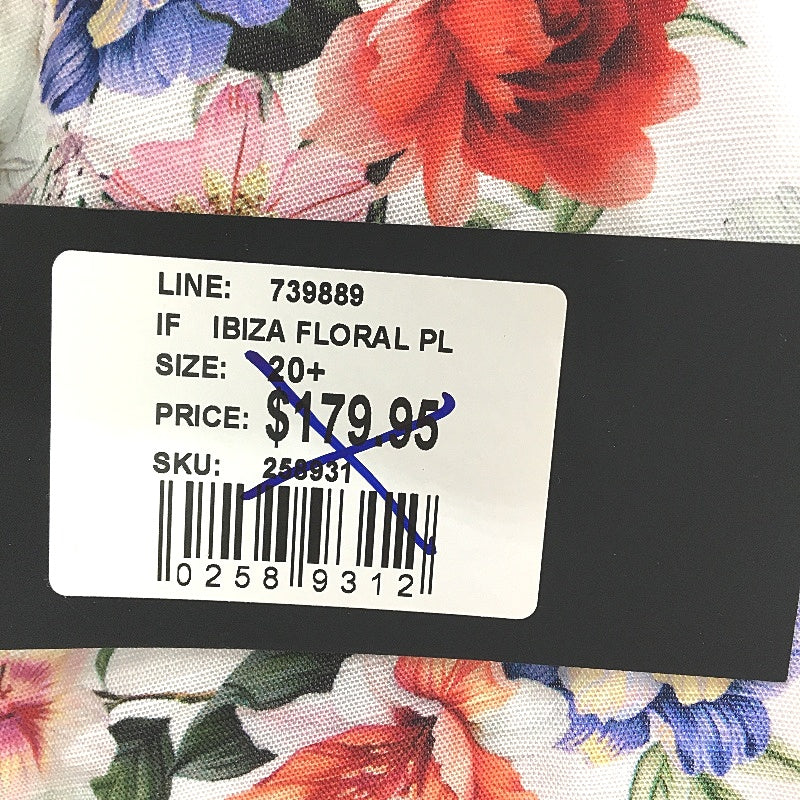 LINE: 739889
IF IBIZA FLORAL PL
SIZE: 20+
PRICE: $179.95
SKU: 258931
0258 9312